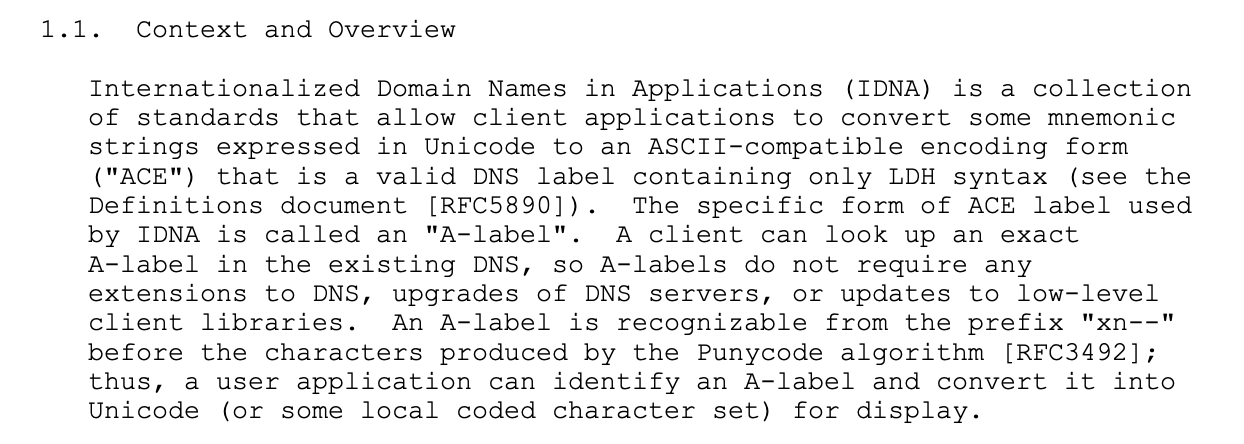 1.1.  Context and Overview
Internationalized Domain Names in Applications (IDNA) is a collection
of standards that allow client applications to convert some mnemonic
strings expressed in Unicode to an ASCII-compatible encoding form
("ACE") that is a valid DNS label containing only LDH syntax (see the
Definitions document [RFC5890]).  The specific form of ACE label used
by IDNA is called an "A-label".  A client can look up an exact
A-label in the existing DNS, so A-labels do not require any
extensions to DNS, upgrades of DNS servers, or updates to low-level
client libraries.  An A-label is recognizable from the prefix "xn--"
before the characters produced by the Punycode algorithm [RFC3492];
thus, a user application can identify an A-label and convert it into
Unicode (or some local coded character set) for display.